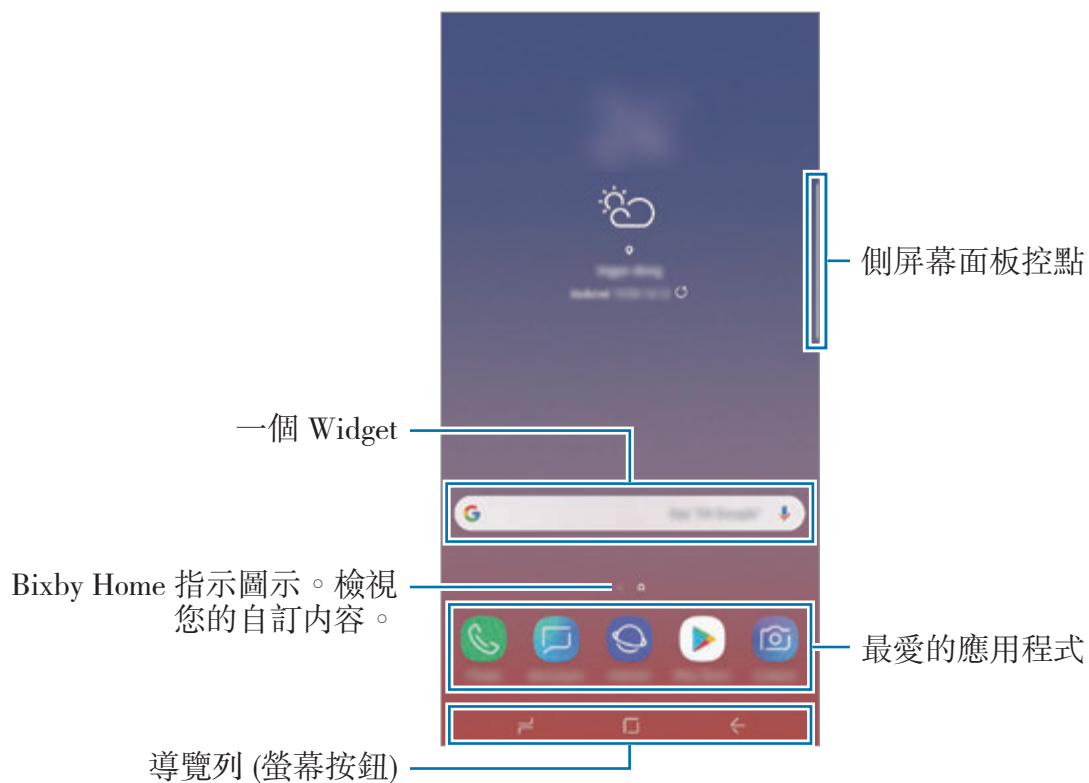 側屏幕面板控點
一個 Widget
Bixby Home 指示圖示。檢視
您的自訂內容。
最愛的應用程式
導覽列 (螢幕按鈕)